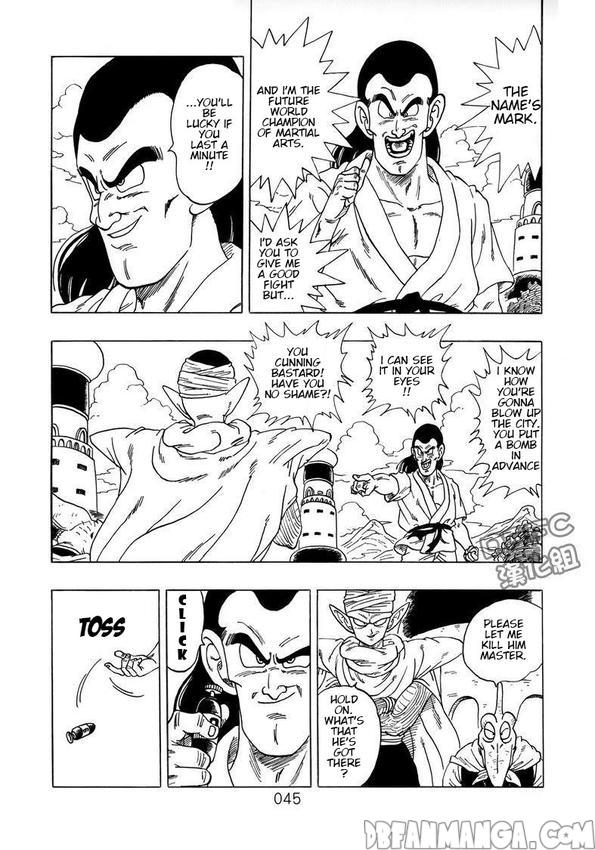 THE
NAME'S
MARK.
AND I'M THE
FUTURE
WORLD
CHAMPION
OF MARTIAL
ARTS.
I'D ASK
YOU TO
GIVE ME
A GOOD
FIGHT
BUT...
...YOU'LL
BE
LUCKY IF
YOU LAST
A MINUTE
!!
I KNOW
HOW
YOU'RE
GONNA
BLOW UP
THE CITY.
YOU PUT
A BOMB
IN
ADVANCE
I CAN SEE
IT IN YOUR
EYES
!!
YOU
CUNNING
BASTARD!
HAVE YOU
NO SHAME?!
漢化組
PLEASE
LET ME
KILL HIM
MASTER.
HOLD
ON.
WHAT'S
THAT
HE'S
GOT
THERE?
CLICK
TOSS
045
DBFANMANGA.COM